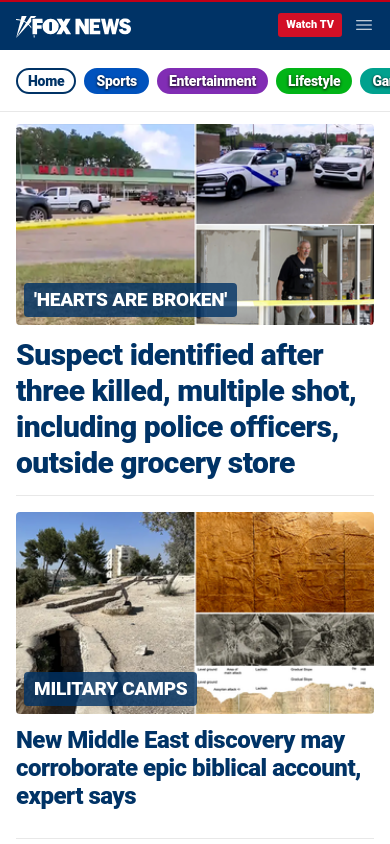 FOX NEWS
Watch TV
Home
Sports
Entertainment
Lifestyle
Ga
MAD BUTCHER
'HEARTS ARE BROKEN'
Suspect identified after
three killed, multiple shot,
including police officers,
outside grocery store
MILITARY CAMPS
New Middle East discovery may
corroborate epic biblical account,
expert says